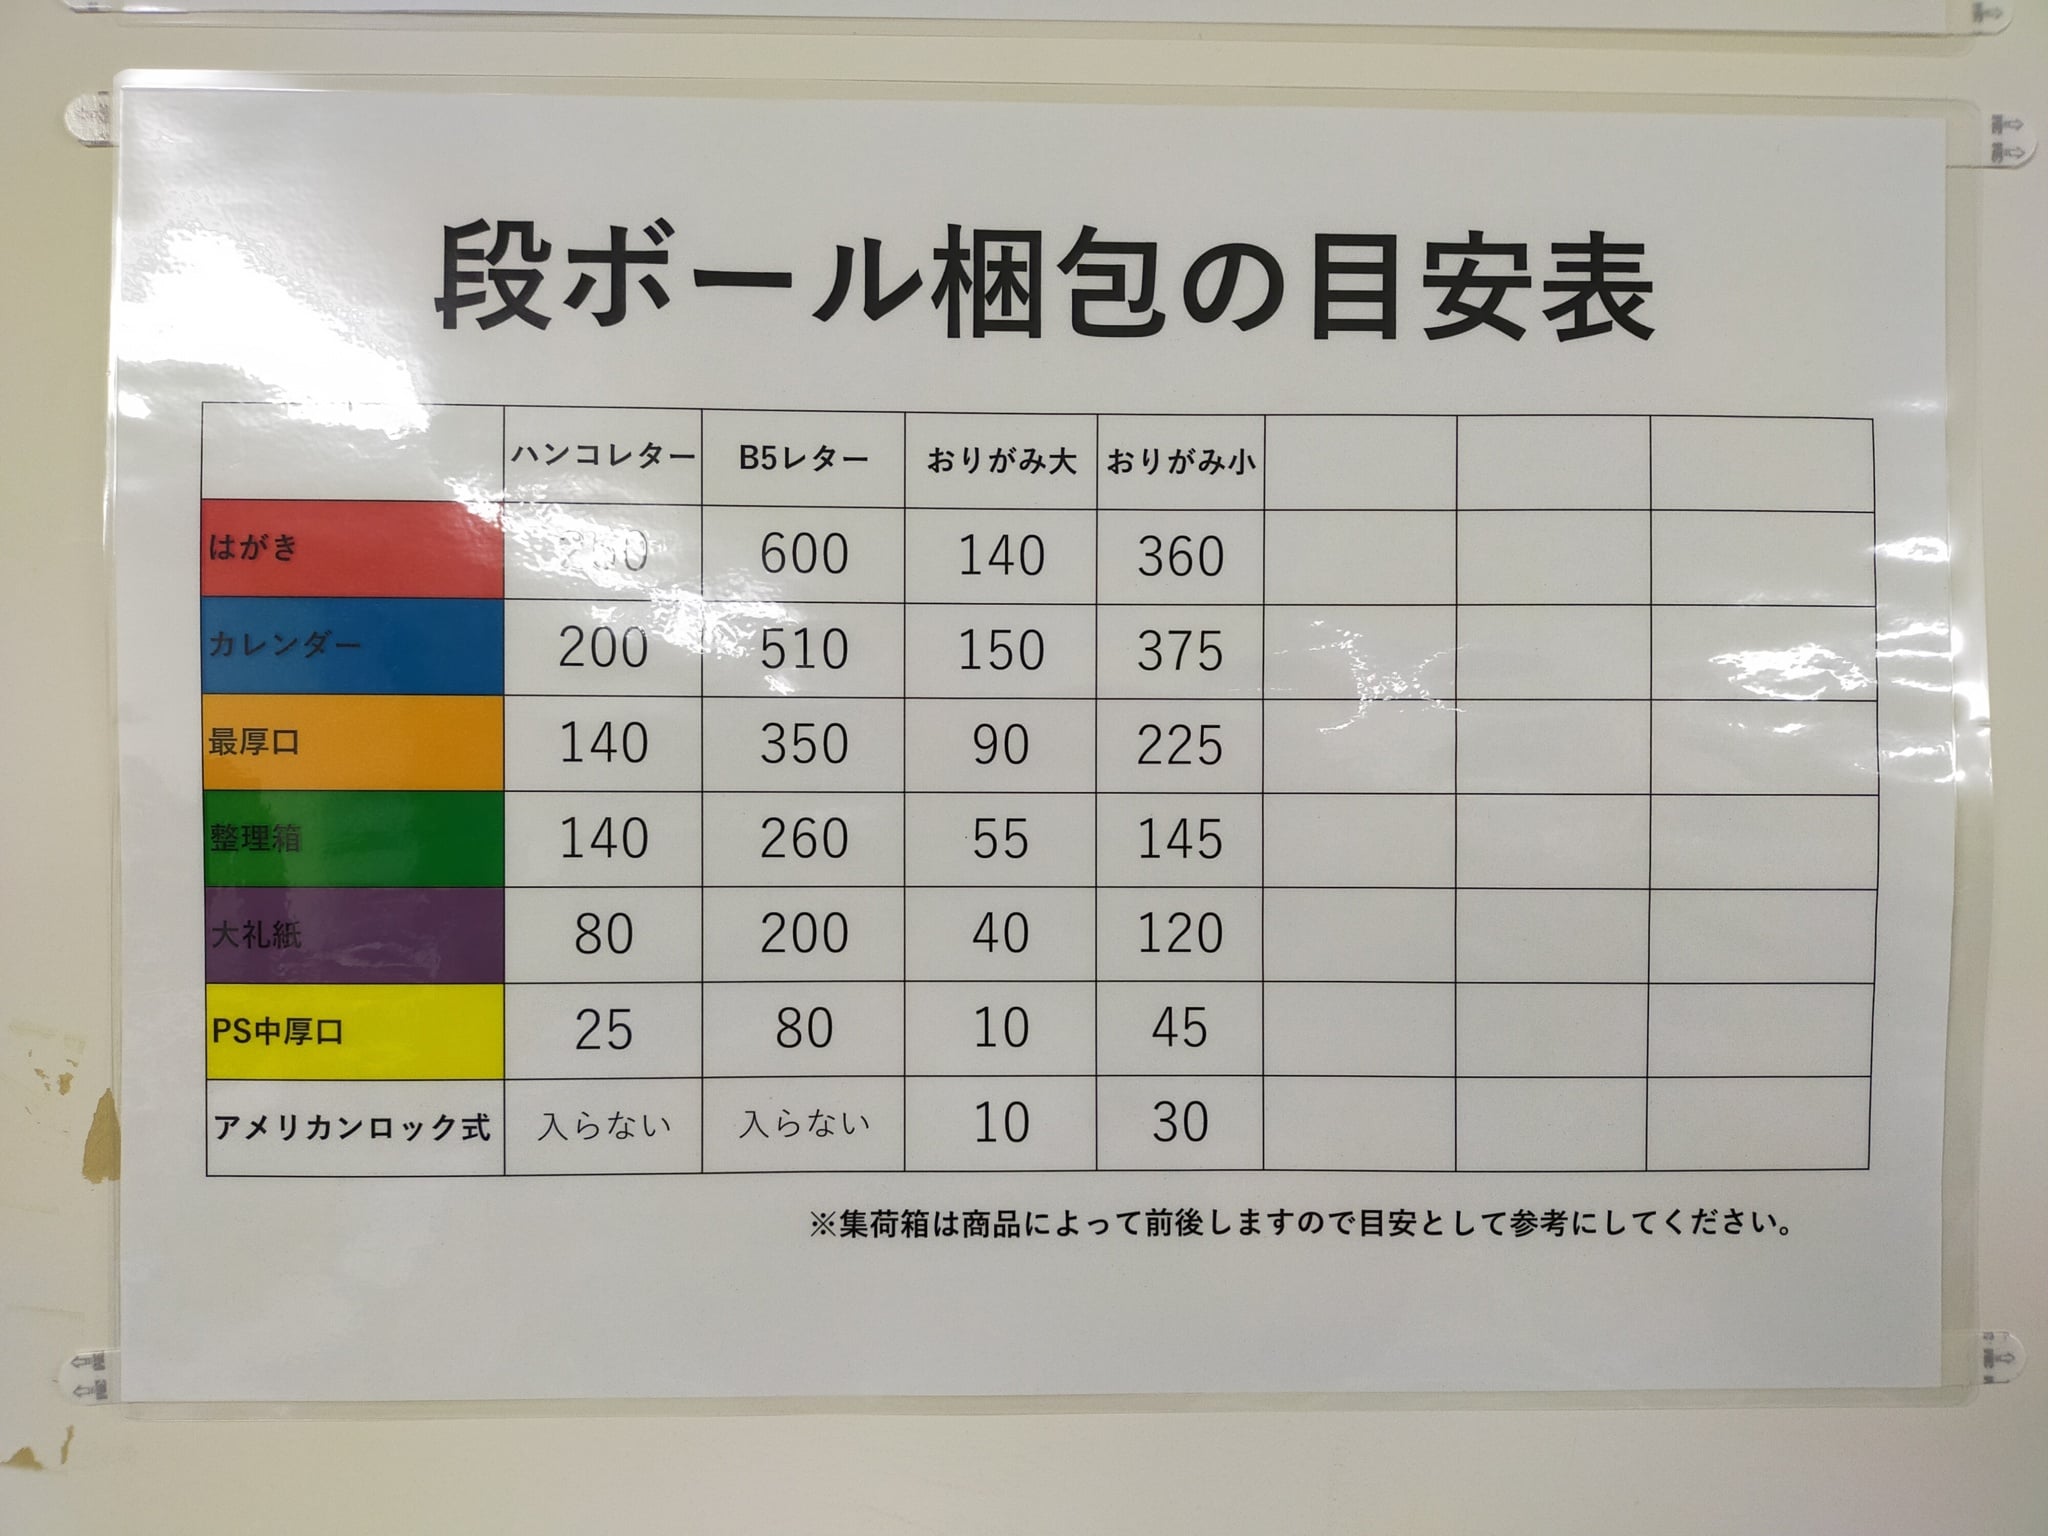 段ボール梱包の目安表
ハンコレター B5レター おりがみ大 おりがみ小
はがき 600 140 360
カレンダー 200 510 150 375
最厚口 140 350 90 225
整理箱 140 260 55 145
大礼紙 80 200 40 120
PS中厚口 25 80 10 45
アメリカンロック式 入らない 入らない 10 30
※集荷箱は商品によって前後しますので目安として参考にしてください。